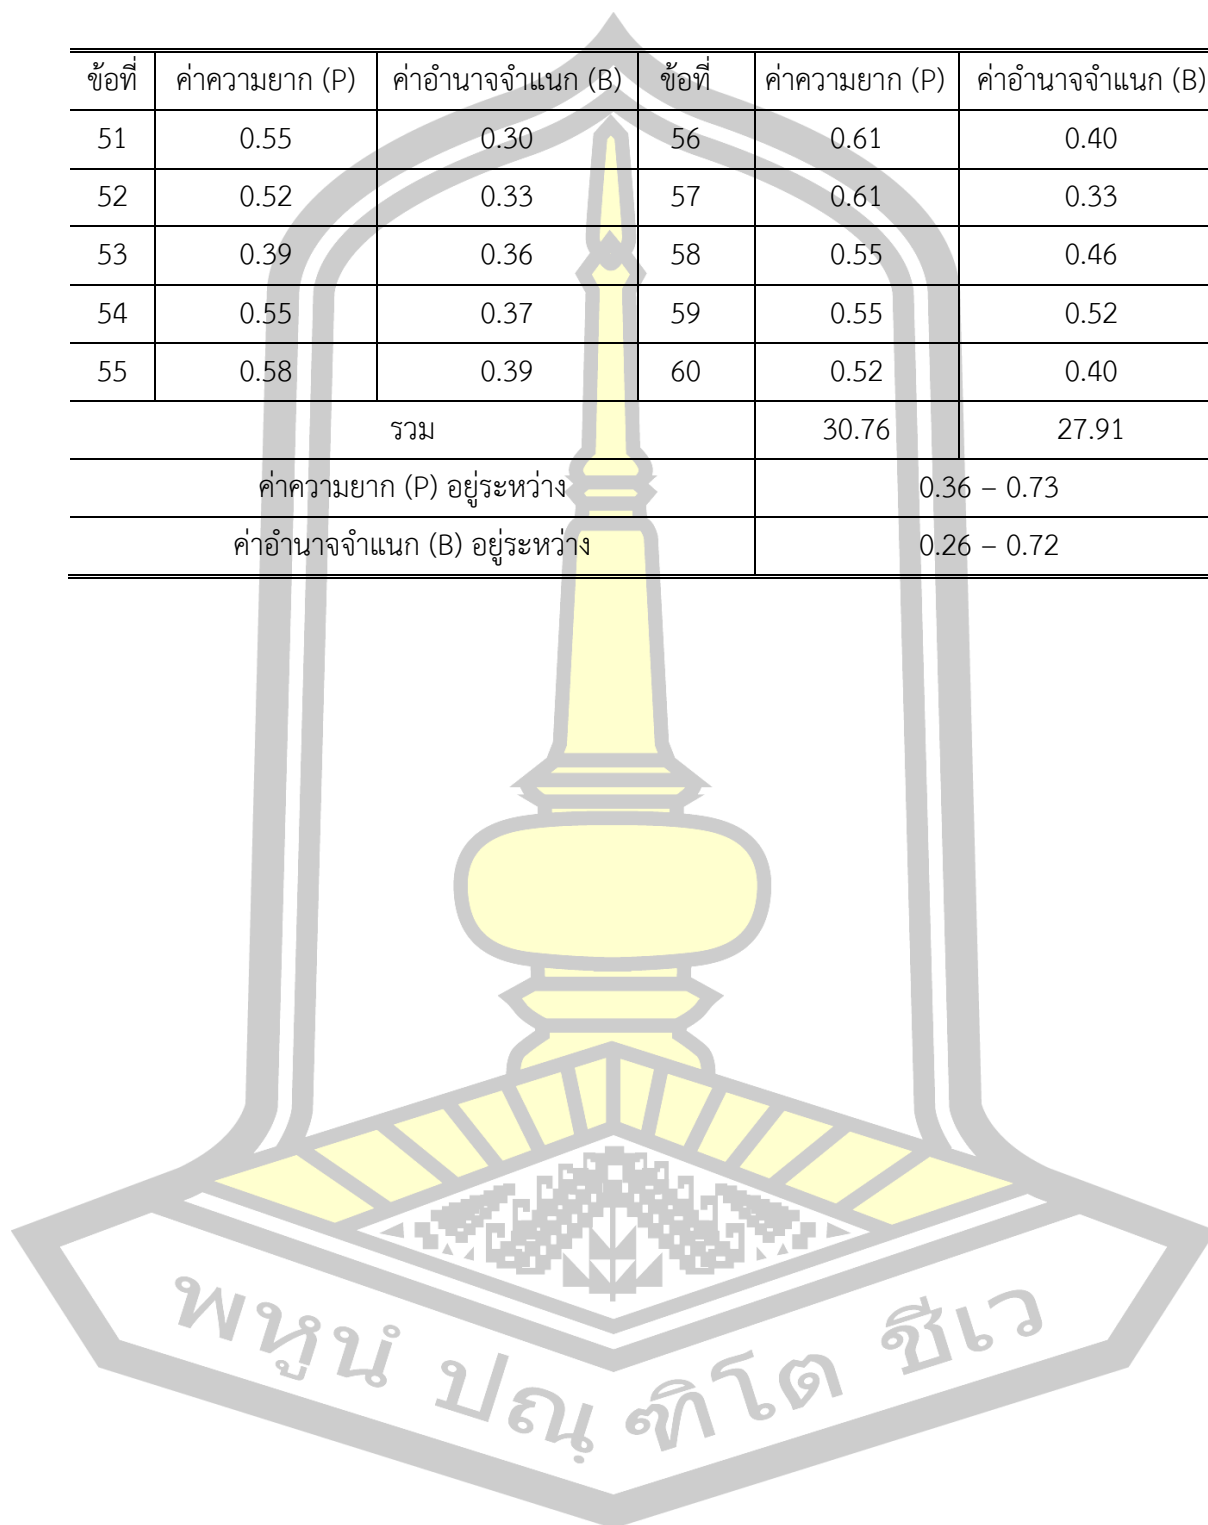 ข้อที่ ค่าความยาก (P) ค่าอำนาจจำแนก (B) ข้อที่ ค่าความยาก (P) ค่าอำนาจจำแนก (B)
51 0.55 0.30 56 0.61 0.40
52 0.52 0.33 57 0.61 0.33
53 0.39 0.36 58 0.55 0.46
54 0.55 0.37 59 0.55 0.52
55 0.58 0.39 60 0.52 0.40
รวม 30.76 27.91
ค่าความยาก (P) อยู่ระหว่าง 0.36 – 0.73
ค่าอำนาจจำแนก (B) อยู่ระหว่าง 0.26 – 0.72
พหูนํ ปณฺฑิโต ชีเว